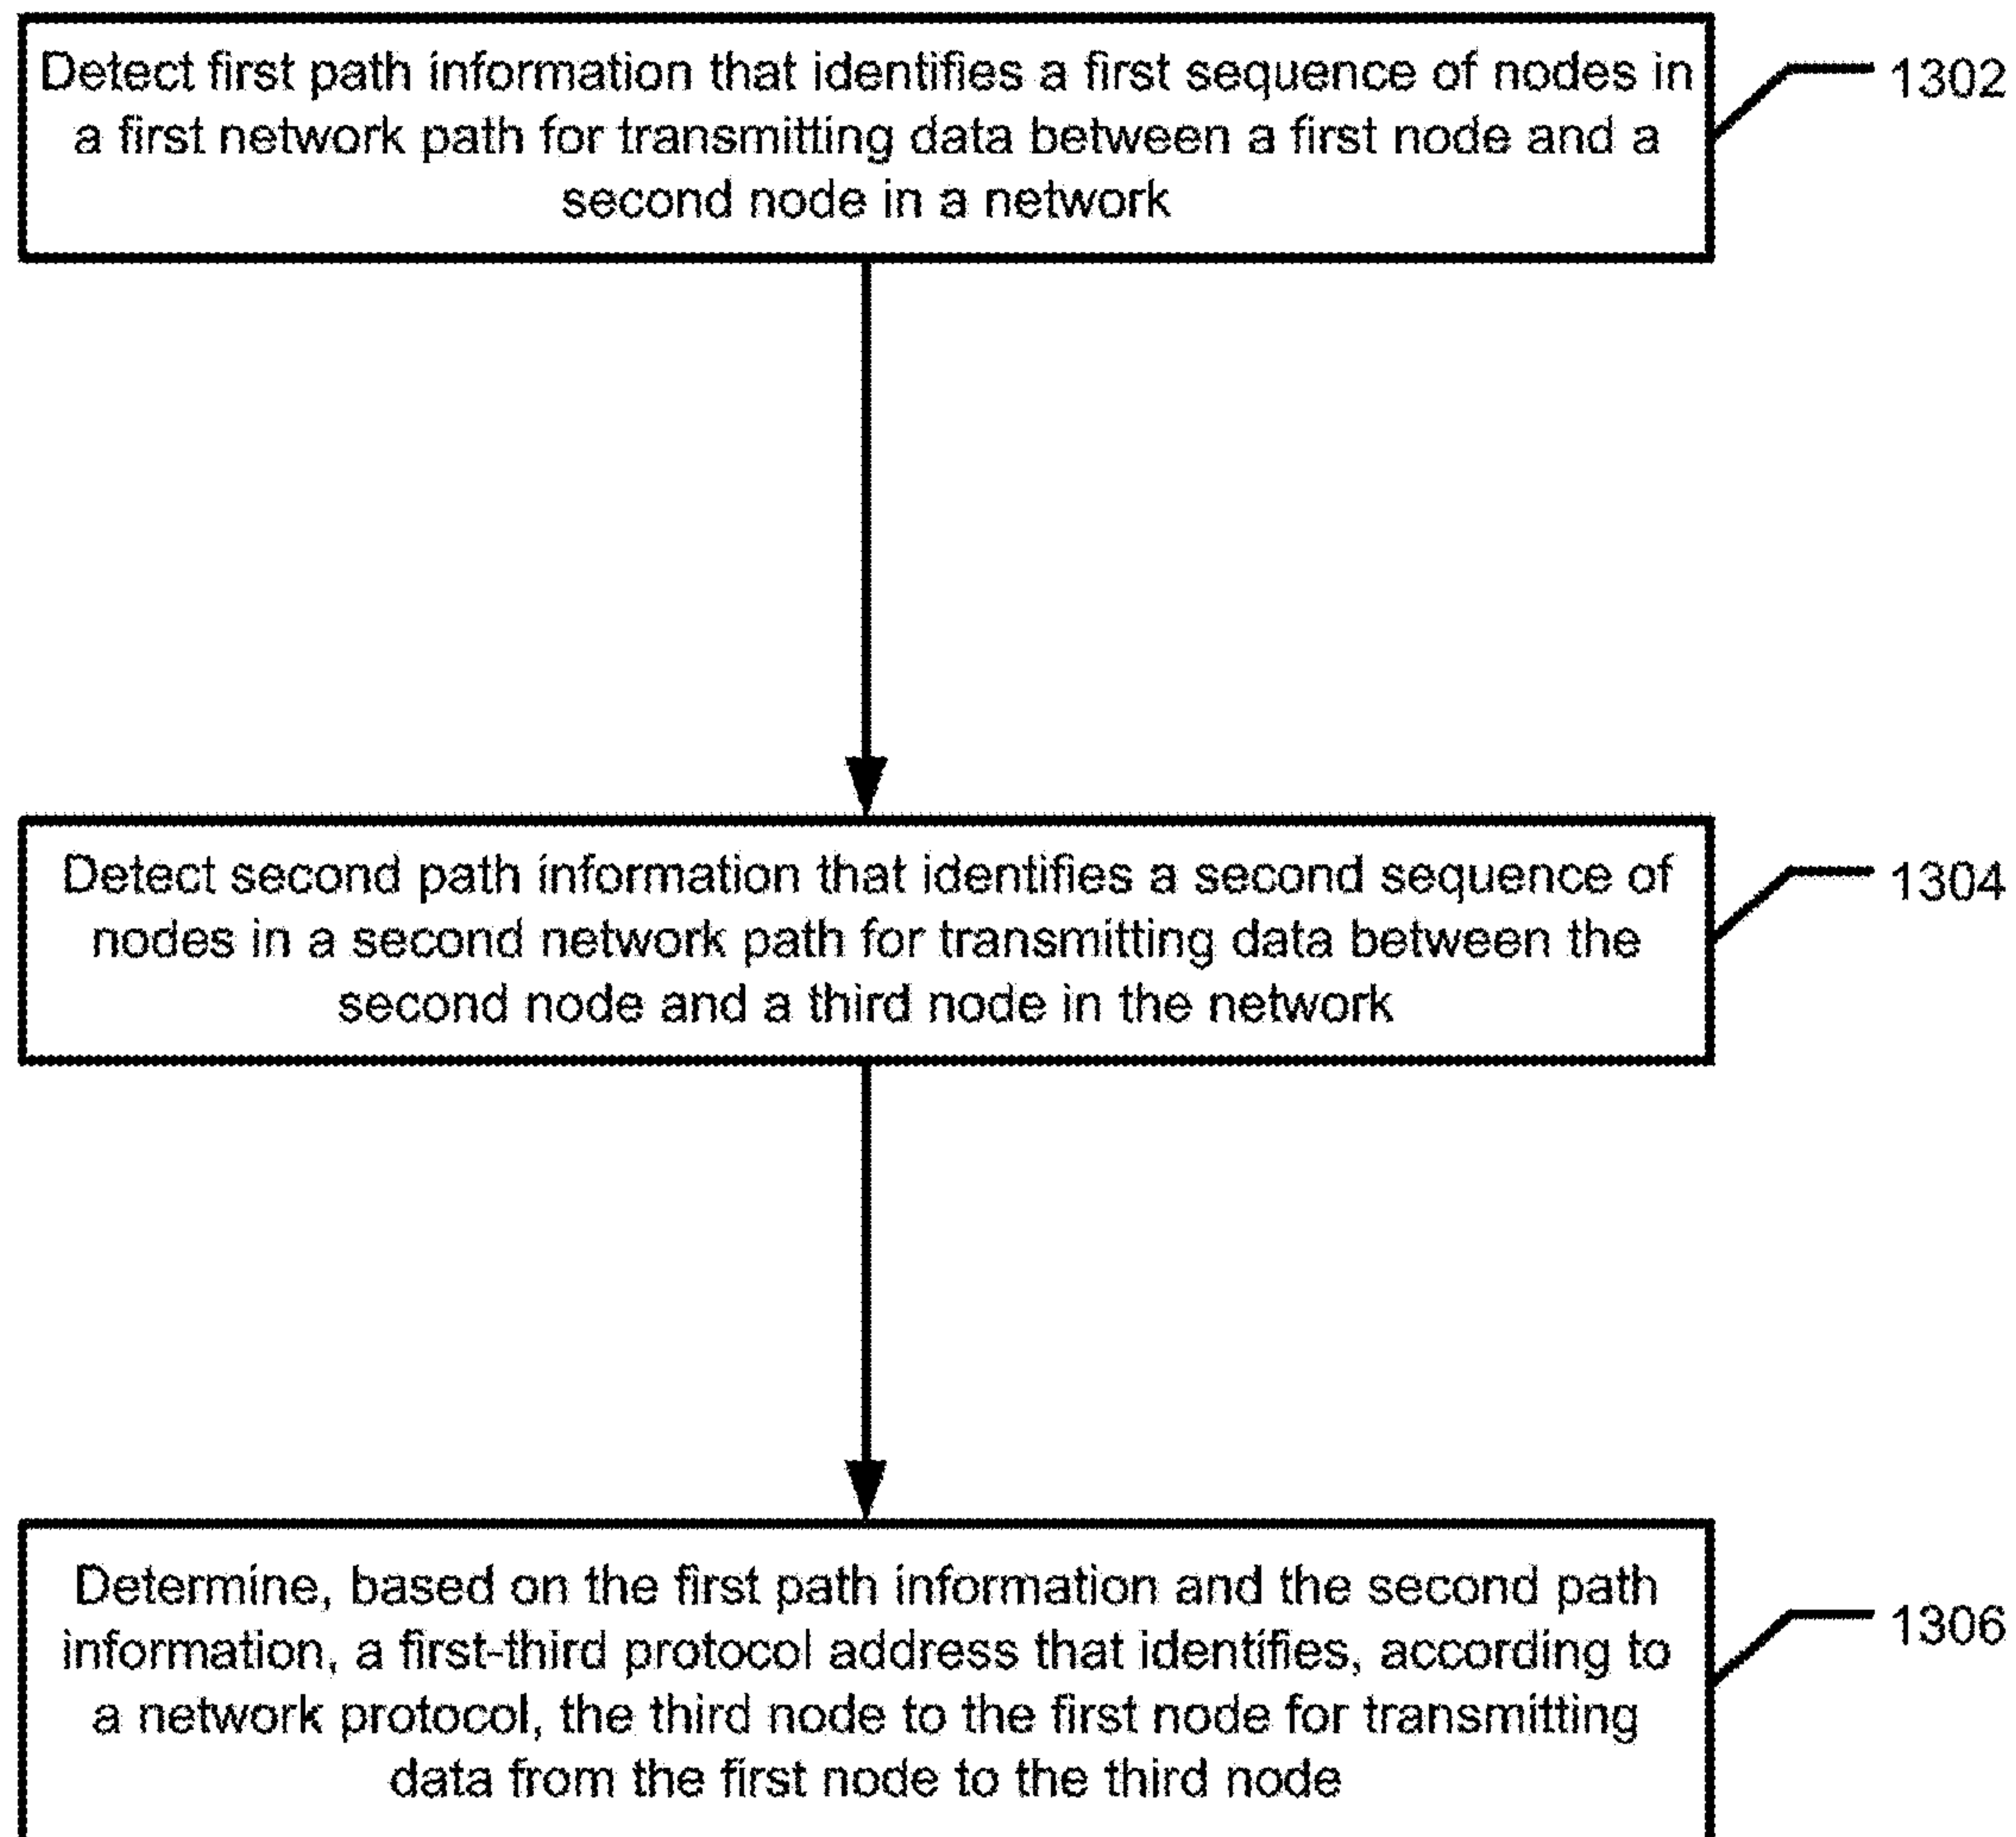 Detect first path information that identifies a first sequence of nodes in
a first network path for transmitting data between a first node and a
second node in a network
1302
Detect second path information that identifies a second sequence of
nodes in a second network path for transmitting data between the
second node and a third node in the network
1304
Determine, based on the first path information and the second path
information, a first-third protocol address that identifies, according to
a network protocol, the third node to the first node for transmitting
data from the first node to the third node
1306